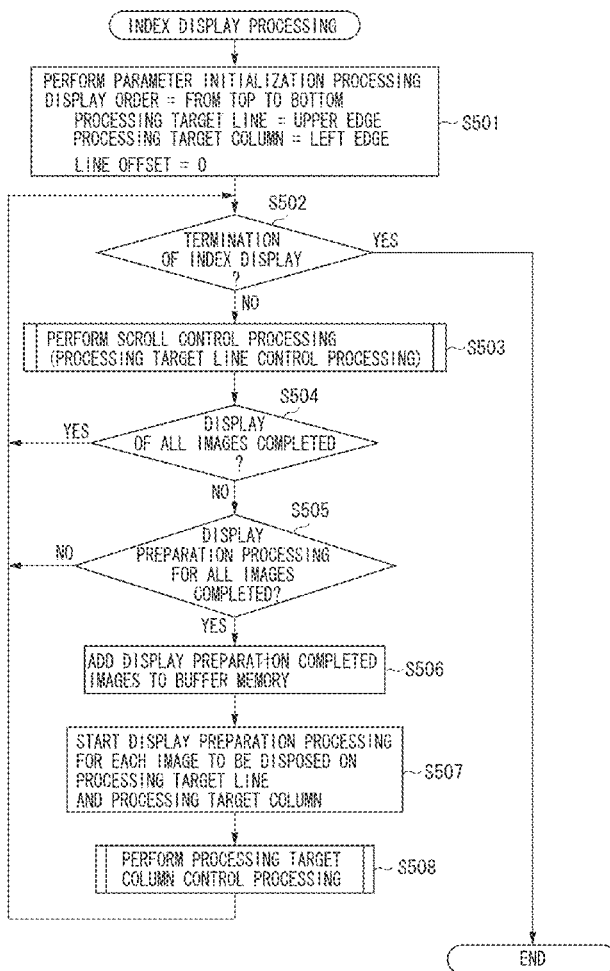 INDEX DISPLAY PROCESSING
PERFORM PARAMETER INITIALIZATION PROCESSING
DISPLAY ORDER = FROM TOP TO BOTTOM
PROCESSING TARGET LINE = UPPER EDGE
PROCESSING TARGET COLUMN = LEFT EDGE
LINE OFFSET = 0
S501
S502
TERMINATION
OF INDEX DISPLAY
?
YES
NO
PERFORM SCROLL CONTROL PROCESSING
(PROCESSING TARGET LINE CONTROL PROCESSING)
S503
S504
DISPLAY
OF ALL IMAGES COMPLETED
?
YES
NO
S505
DISPLAY
PREPARATION PROCESSING
FOR ALL IMAGES
COMPLETED?
NO
YES
ADD DISPLAY PREPARATION COMPLETED
IMAGES TO BUFFER MEMORY
S506
START DISPLAY PREPARATION PROCESSING
FOR EACH IMAGE TO BE DISPOSED ON
PROCESSING TARGET LINE
AND PROCESSING TARGET COLUMN
S507
PERFORM PROCESSING TARGET
COLUMN CONTROL PROCESSING
S508
END